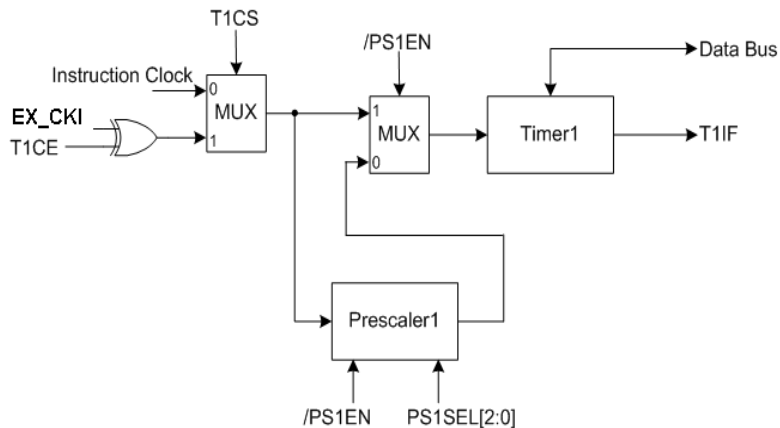 T1CS
/PS1EN
Data Bus
Instruction Clock
0
MUX
1
EX_CKI
T1CE
1
MUX
0
Timer1
T1IF
Prescaler1
/PS1EN
PS1SEL[2:0]